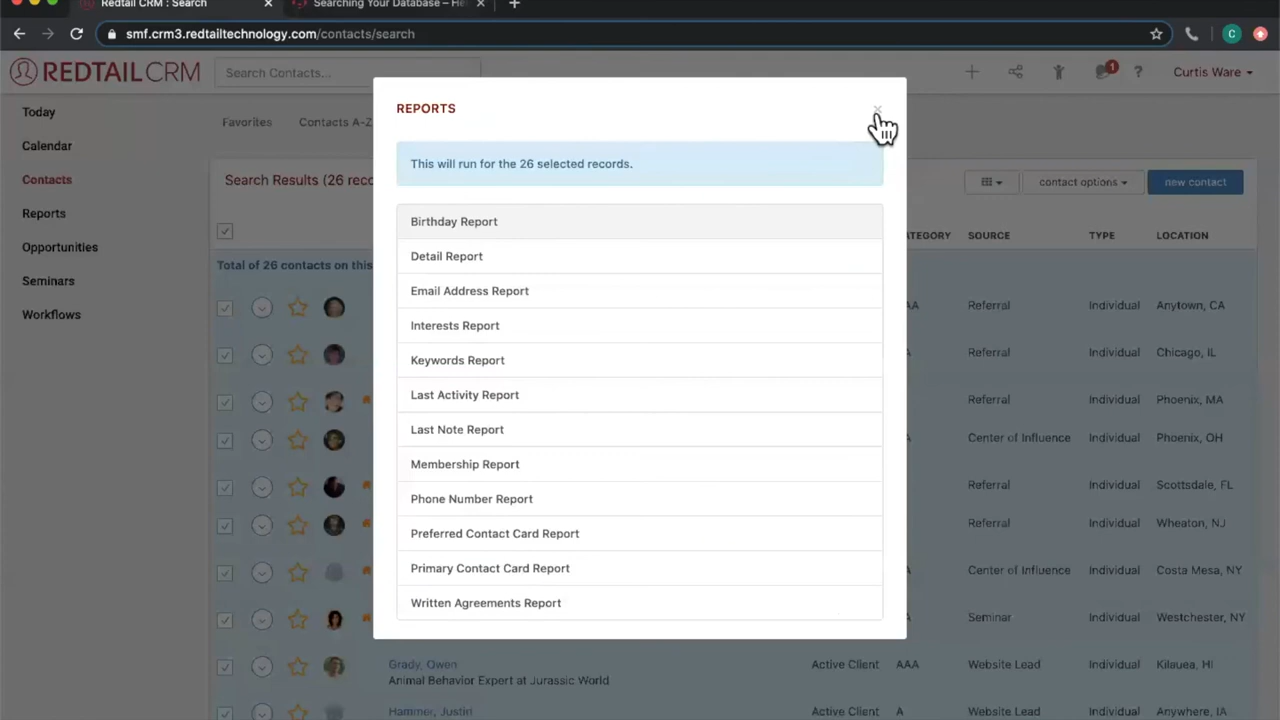 Redtail CRM : Search
Searching Your Database – He
smf.crm3.redtailtechnology.com/contacts/search
C
REDTAILCRM
Search Contacts...
1
?
Curtis Ware
Today
Calendar
Contacts
Reports
Opportunities
Seminars
Workflows
Favorites
Contacts A-Z
REPORTS
×
This will run for the 26 selected records.
Birthday Report
Detail Report
Email Address Report
Interests Report
Keywords Report
Last Activity Report
Last Note Report
Membership Report
Phone Number Report
Preferred Contact Card Report
Primary Contact Card Report
Written Agreements Report
Search Results (26 reco
contact options
new contact
ATEGORY SOURCE TYPE LOCATION
Total of 26 contacts on this
AA Referral Individual Anytown, CA
Referral Individual Chicago, IL
Referral Individual Phoenix, MA
Center of Influence Individual Phoenix, OH
Referral Individual Scottsdale, FL
Referral Individual Wheaton, NJ
Center of Influence Individual Costa Mesa, NY
Seminar Individual Westchester, NY
Grady, Owen Active Client AAA Website Lead Individual Kilauea, HI
Animal Behavior Expert at Jurassic World
Hammer, Justin Active Client A Website Lead Individual Anywhere, IA